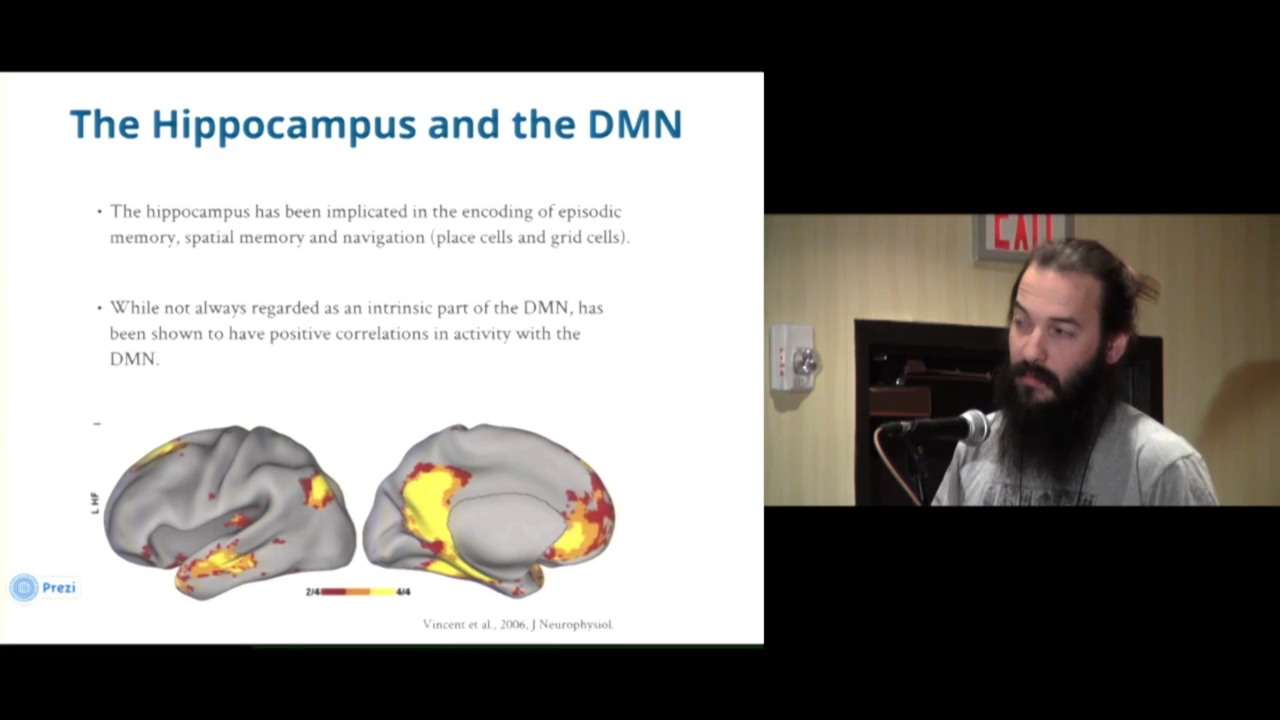 The Hippocampus and the DMN
• The hippocampus has been implicated in the encoding of episodic
memory, spatial memory and navigation (place cells and grid cells).
• While not always regarded as an intrinsic part of the DMN, has
been shown to have positive correlations in activity with the
DMN.
L HF
2/4 4/4
Vincent et al., 2006, J Neurophysiol.
Prezi
EXIT